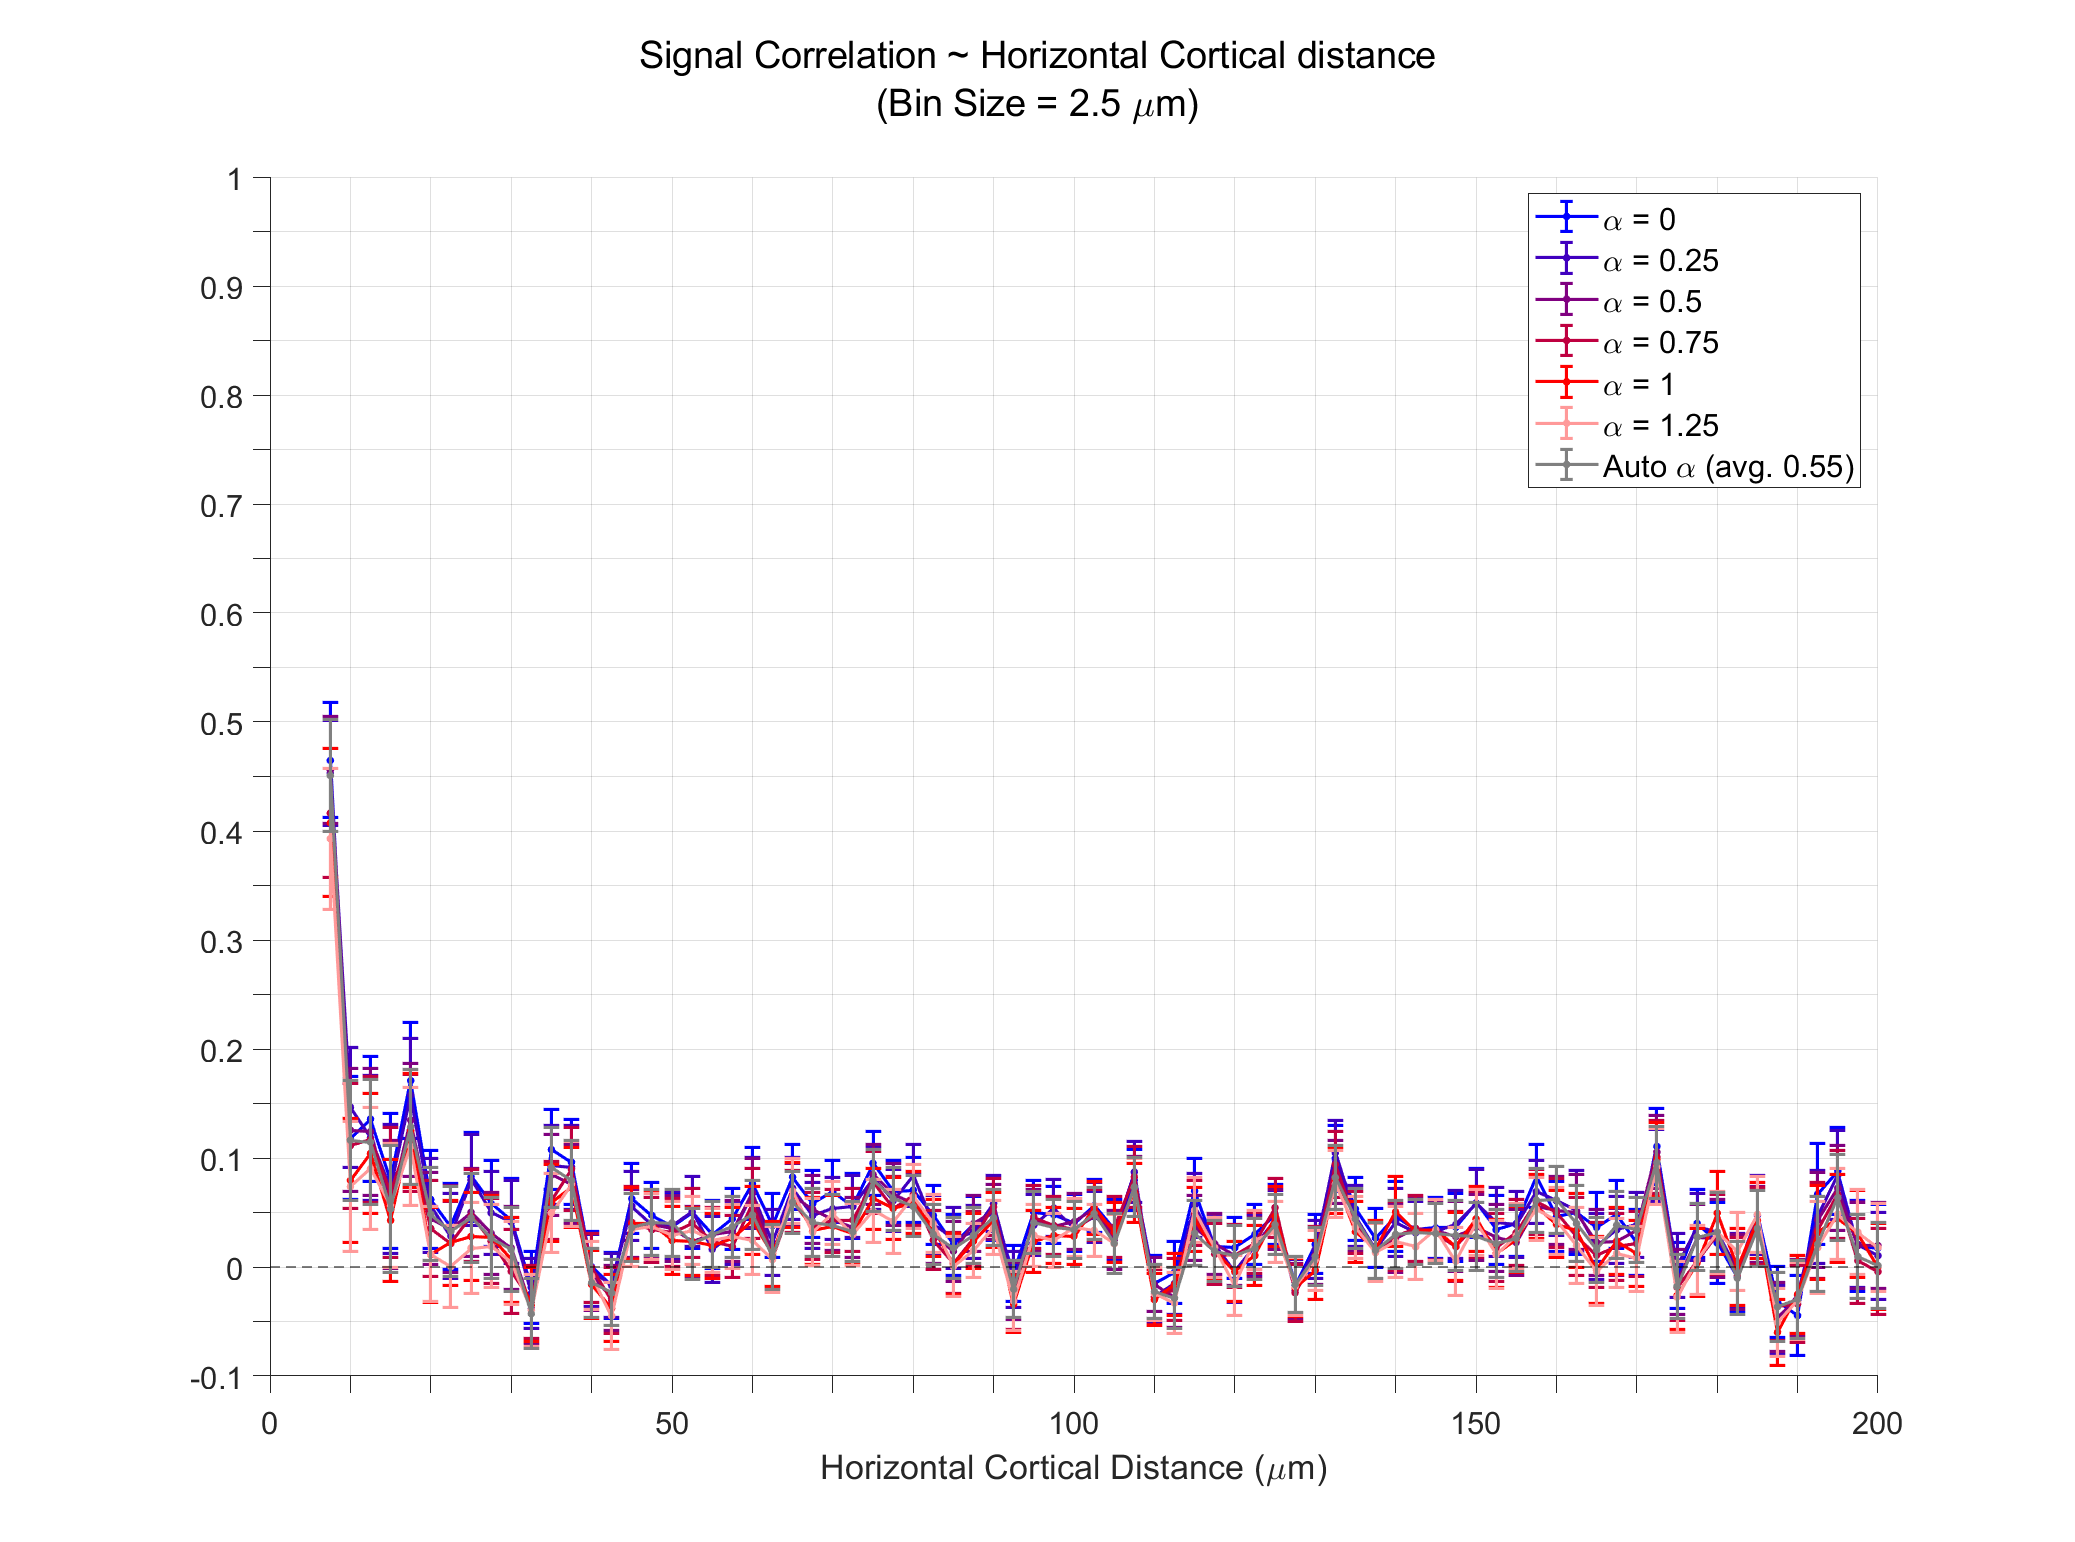 Signal Correlation ~ Horizontal Cortical distance
(Bin Size = 2.5 μm)
1
0.9
0.8
0.7
0.6
0.5
0.4
0.3
0.2
0.1
0
-0.1
α = 0
α = 0.25
α = 0.5
α = 0.75
α = 1
α = 1.25
Auto α (avg. 0.55)
0 50 100 150 200
Horizontal Cortical Distance (μm)